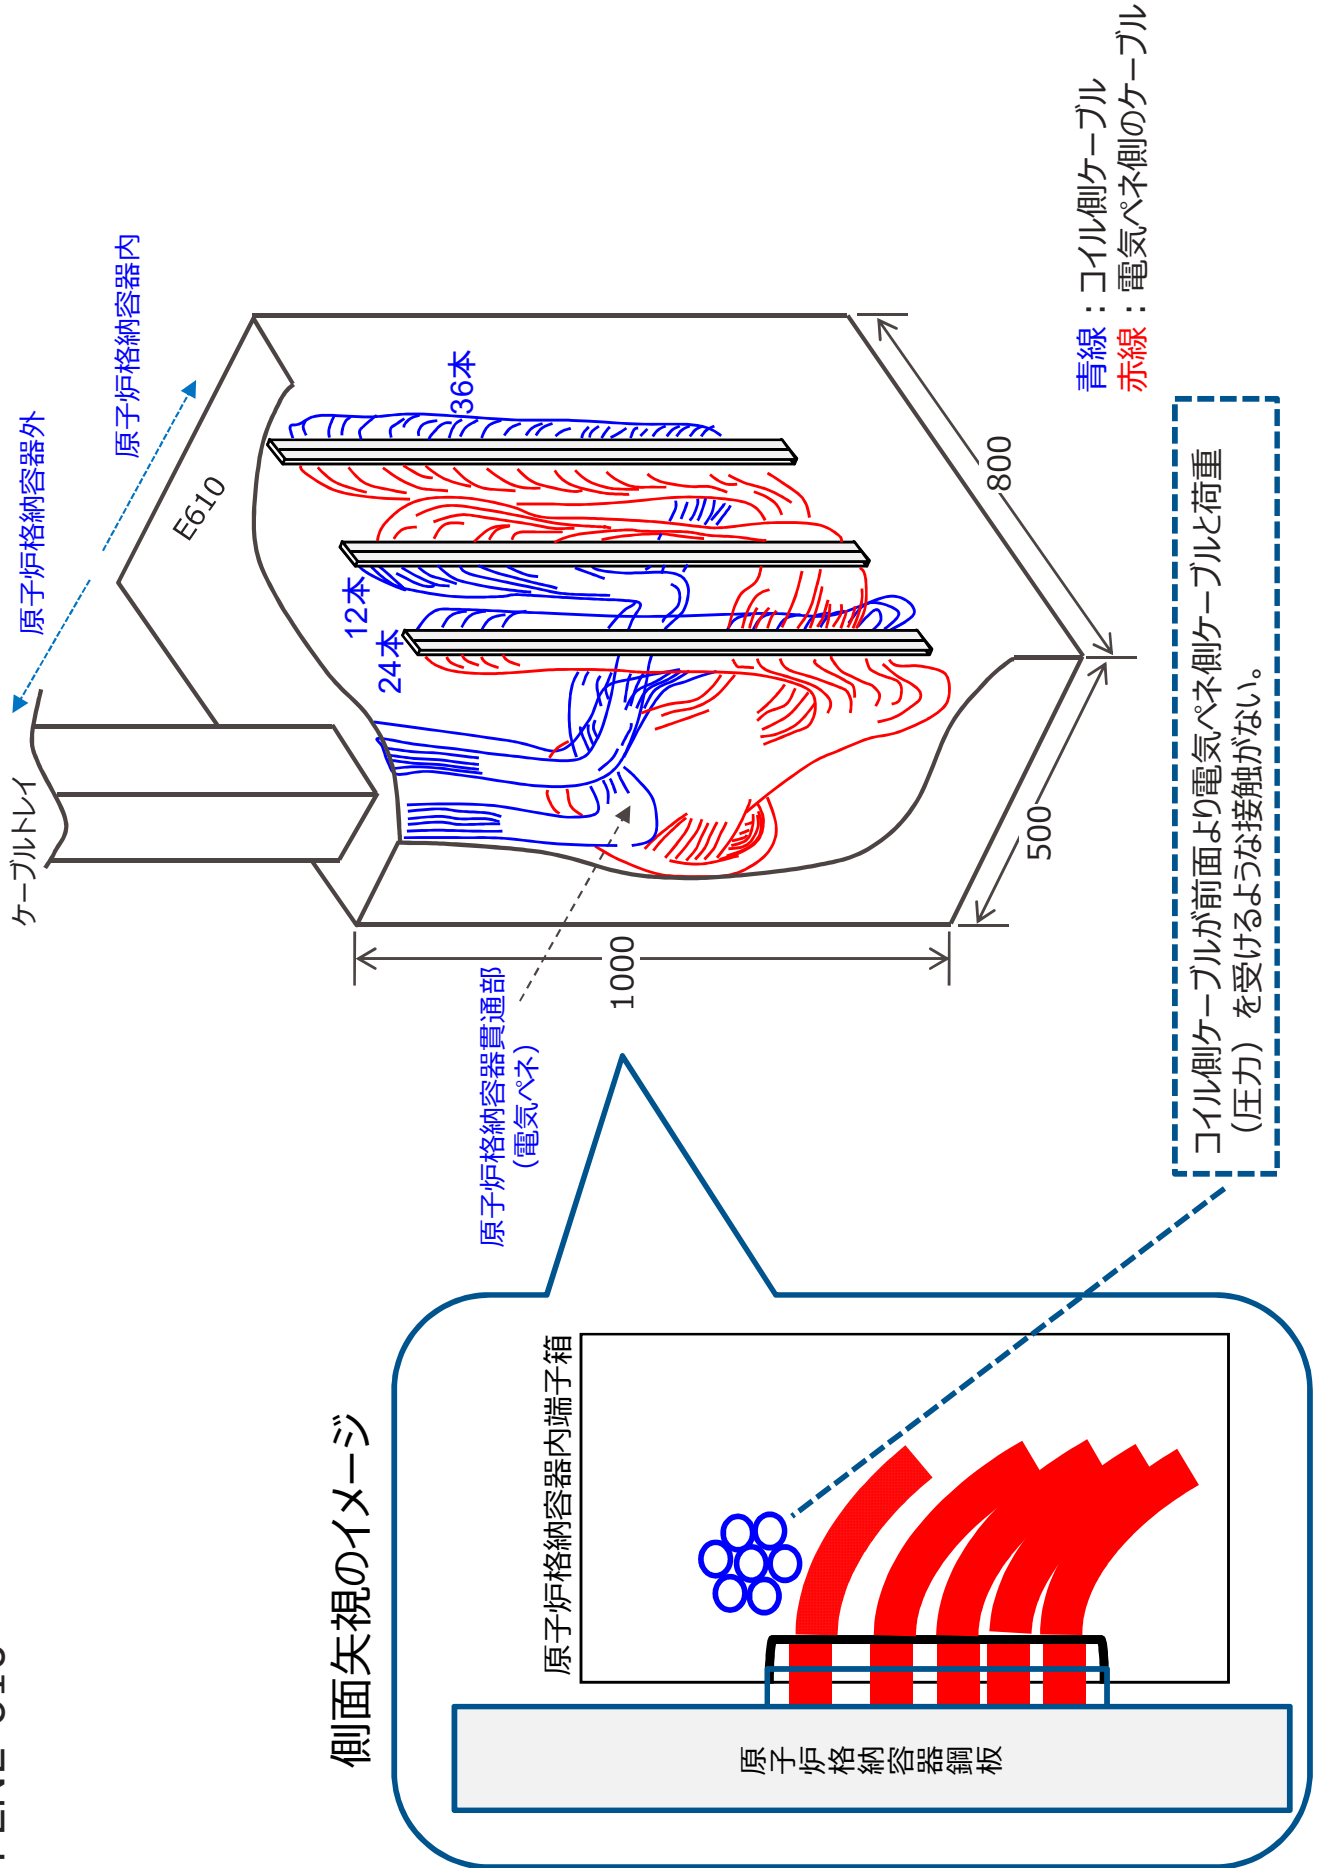 側面矢視のイメージ
原子炉格納容器鋼板
原子炉格納容器内端子箱
原子炉格納容器貫通部
（電気ペネ）
ケーブルトレイ
原子炉格納容器外
原子炉格納容器内
E610
24本
12本
36本
1000
500
800
コイル側ケーブルが前面より電気ペネ側ケーブルと荷重
（圧力）を受けるような接触がない。
青線：コイル側ケーブル
赤線：電気ペネ側のケーブル